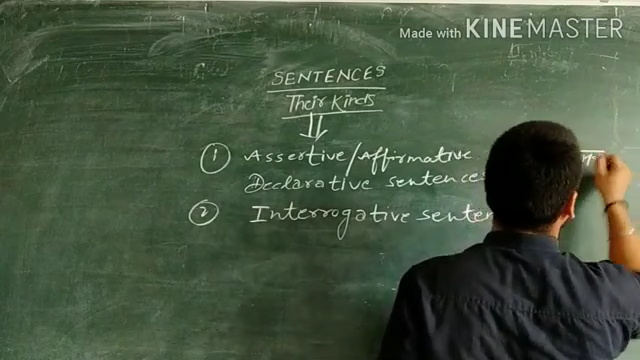 Made with KINEMASTER
SENTENCES
Their Kinds
① Assertive/Affirmative
Declarative sentences
② Interrogative senten